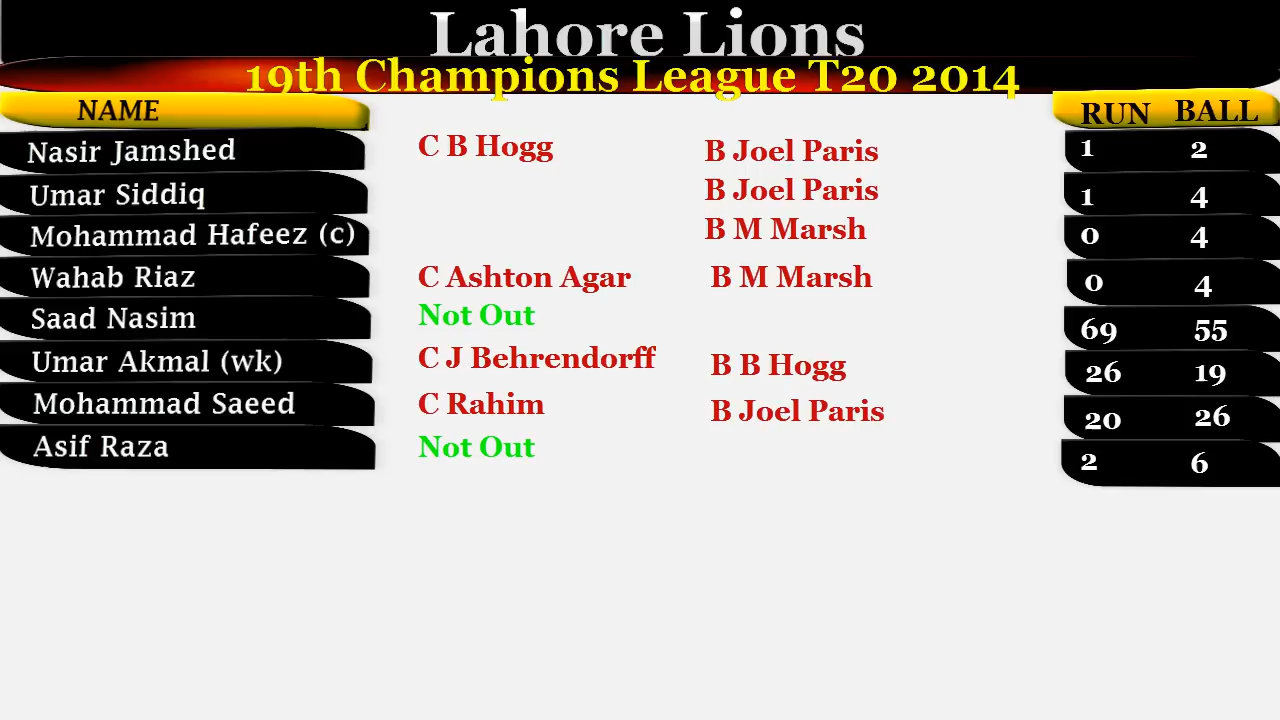 Lahore Lions
19th Champions League T20 2014
NAME RUN BALL
Nasir Jamshed C B Hogg B Joel Paris 1 2
Umar Siddiq B Joel Paris 1 4
Mohammad Hafeez (c) B M Marsh 0 4
Wahab Riaz C Ashton Agar B M Marsh 0 4
Saad Nasim Not Out 69 55
Umar Akmal (wk) C J Behrendorff B B Hogg 26 19
Mohammad Saeed C Rahim B Joel Paris 20 26
Asif Raza Not Out 2 6